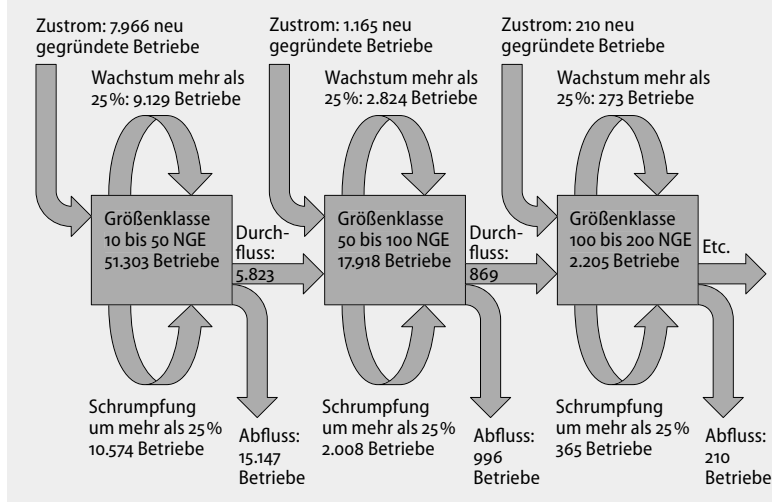 Zustrom: 7.966 neu
gegründete Betriebe
Zustrom: 1.165 neu
gegründete Betriebe
Zustrom: 210 neu
gegründete Betriebe
Wachstum mehr als
25%: 9.129 Betriebe
Wachstum mehr als
25%: 2.824 Betriebe
Wachstum mehr als
25%: 273 Betriebe
Größenklasse
10 bis 50 NGE
51.303 Betriebe
Durch-
fluss:
5.823
Größenklasse
50 bis 100 NGE
17.918 Betriebe
Durch-
fluss:
869
Größenklasse
100 bis 200 NGE
2.205 Betriebe
Etc.
Schrumpfung
um mehr als 25%
10.574 Betriebe
Abfluss:
15.147
Betriebe
Schrumpfung
um mehr als 25%
2.008 Betriebe
Abfluss:
996
Betriebe
Schrumpfung
um mehr als 25%
365 Betriebe
Abfluss:
210
Betriebe